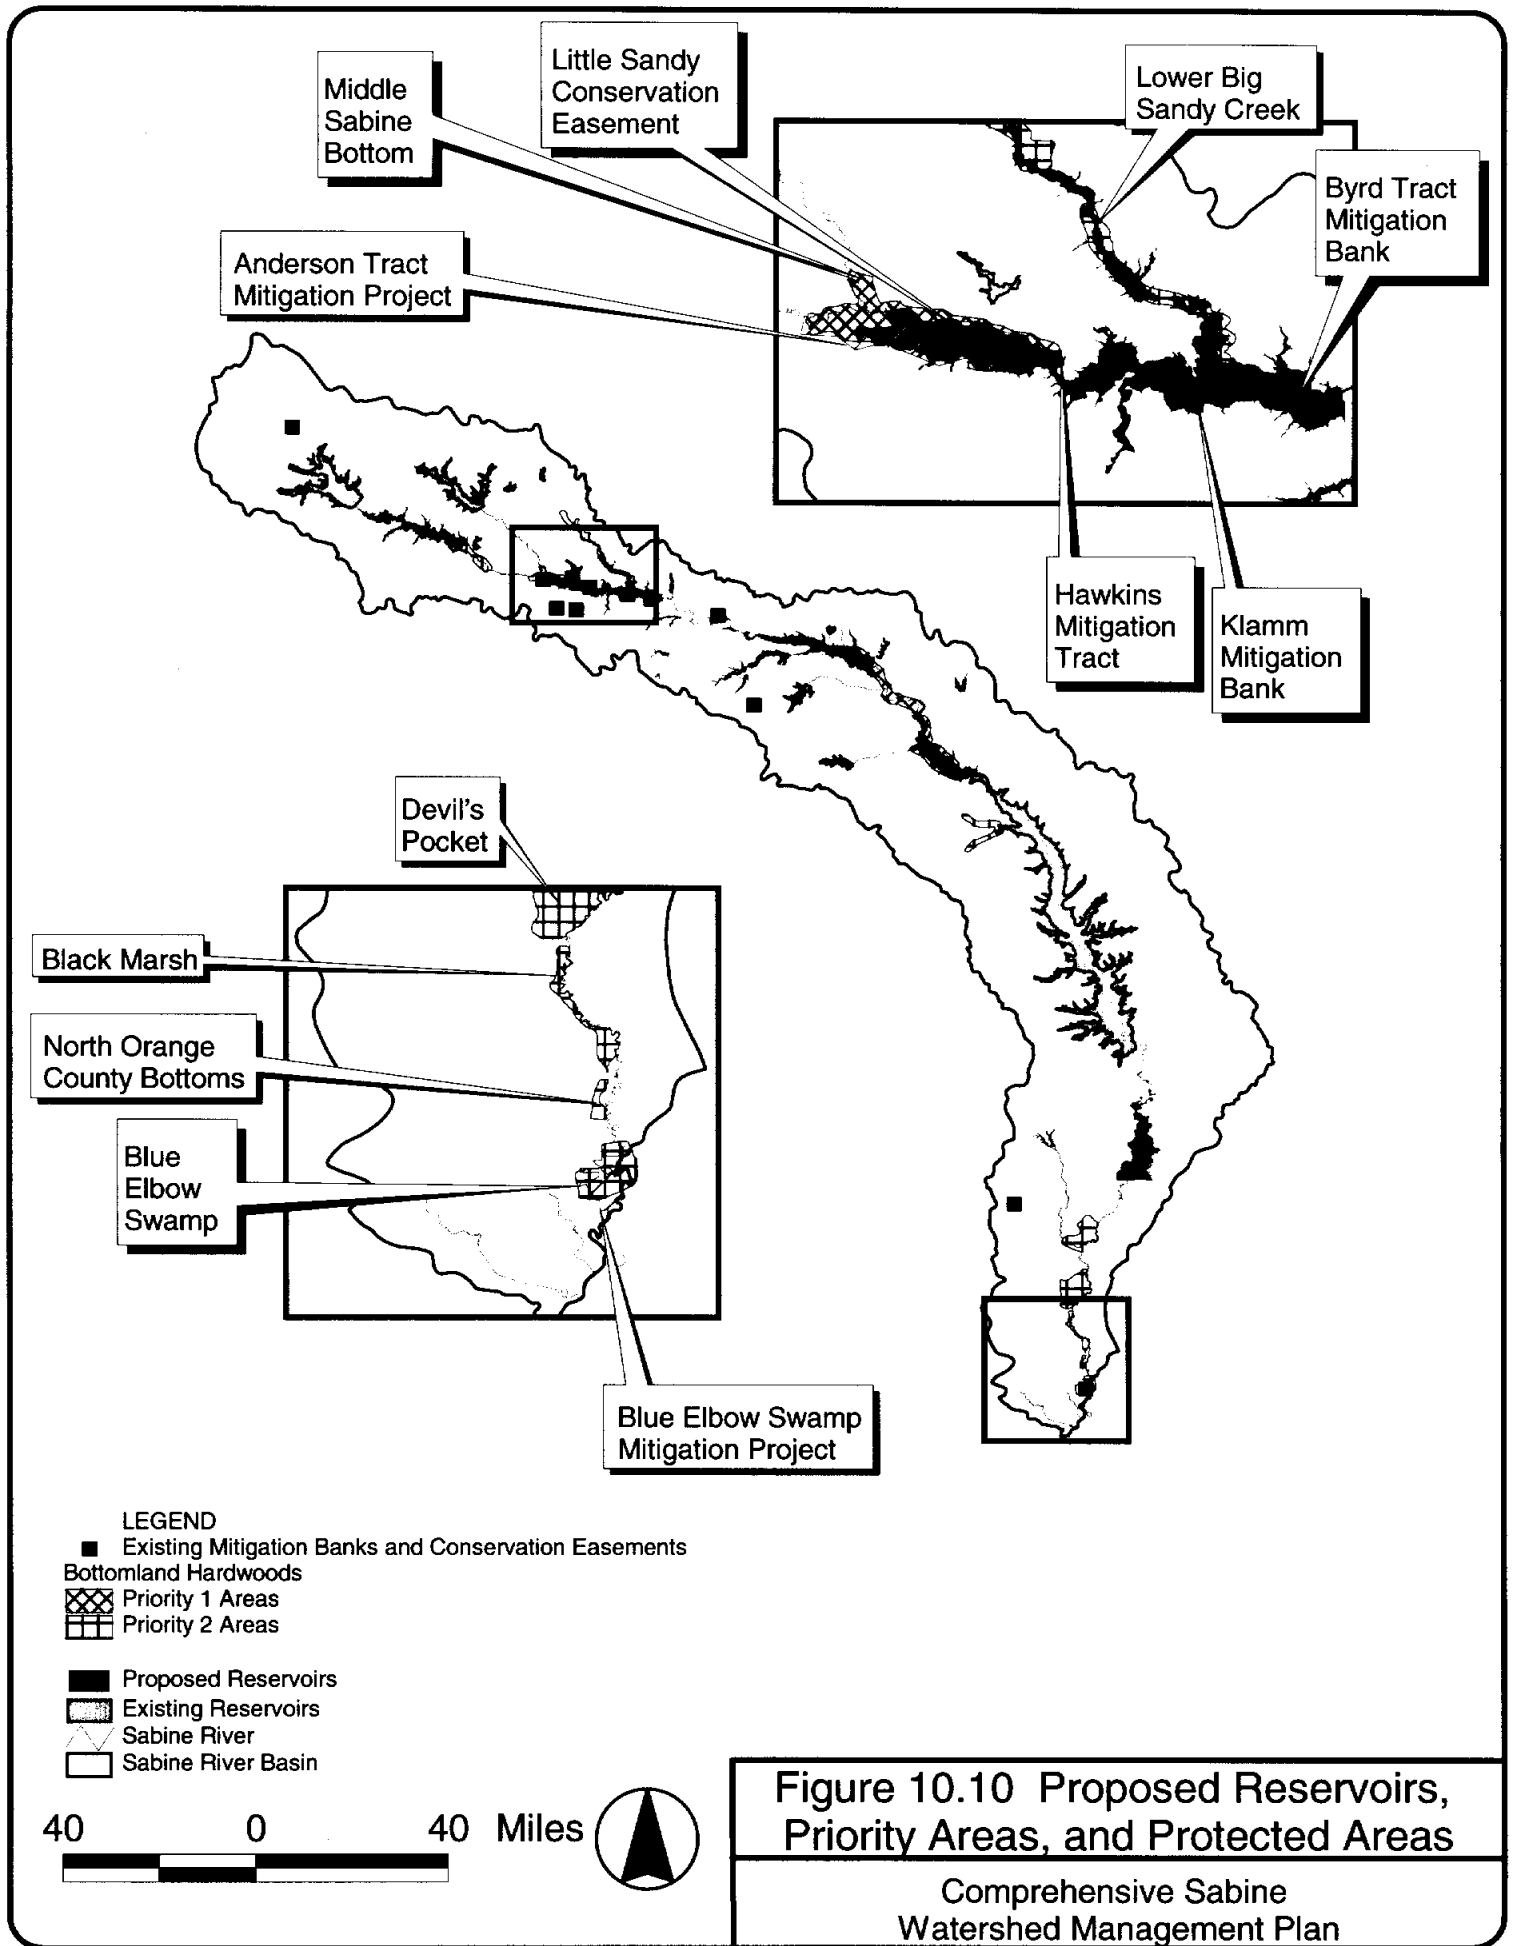 Middle
Sabine
Bottom
Little Sandy
Conservation
Easement
Lower Big
Sandy Creek
Byrd Tract
Mitigation
Bank
Anderson Tract
Mitigation Project
Hawkins
Mitigation
Tract
Klamm
Mitigation
Bank
Devil's
Pocket
Black Marsh
North Orange
County Bottoms
Blue
Elbow
Swamp
Blue Elbow Swamp
Mitigation Project
LEGEND
Existing Mitigation Banks and Conservation Easements
Bottomland Hardwoods
Priority 1 Areas
Priority 2 Areas
Proposed Reservoirs
Existing Reservoirs
Sabine River
Sabine River Basin
40 0 40 Miles
Figure 10.10 Proposed Reservoirs,
Priority Areas, and Protected Areas
Comprehensive Sabine
Watershed Management Plan